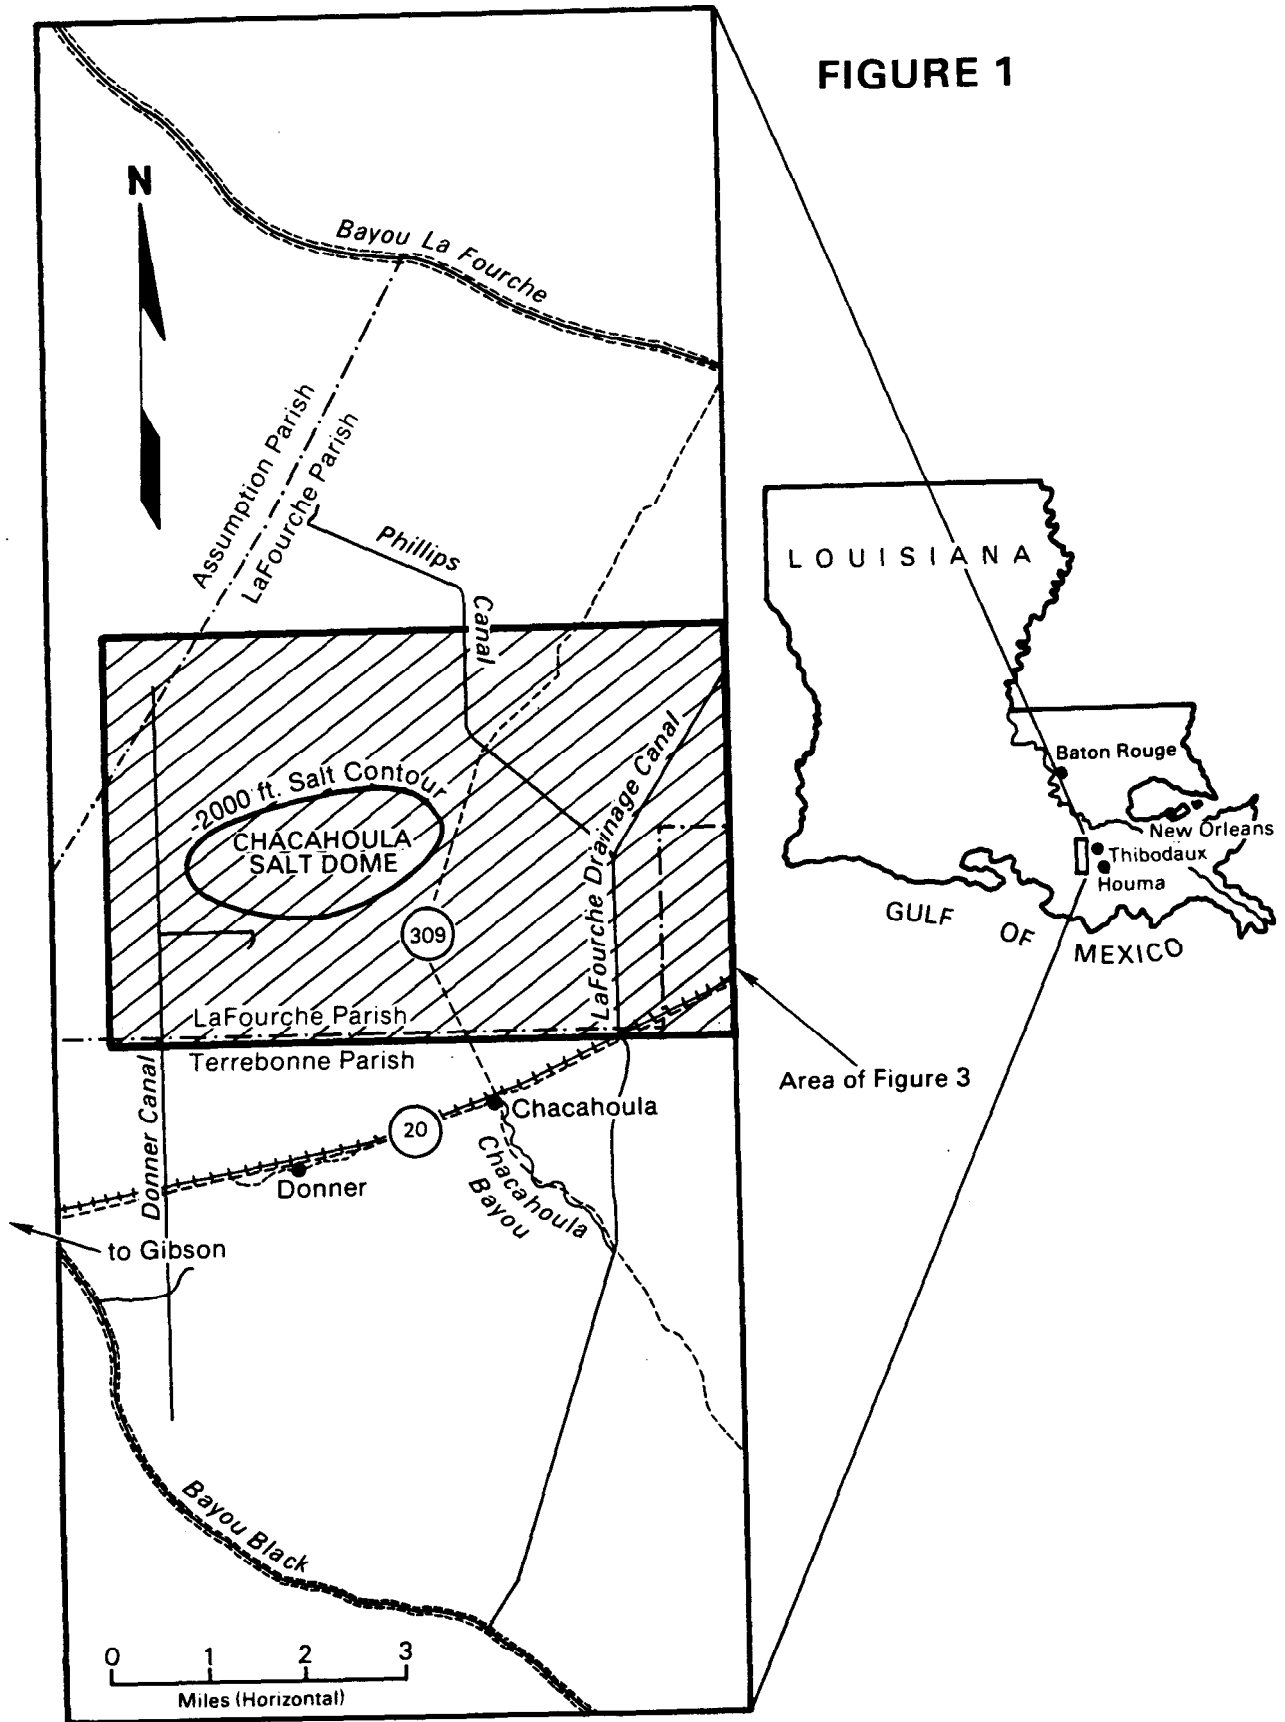 FIGURE 1
N
Bayou La Fourche
Assumption Parish
LaFourche Parish
Phillips
Canal
LOUISIANA
Baton Rouge
New Orleans
Thibodaux
Houma
GULF OF MEXICO
-2000 ft. Salt Contour
CHACAHOULA
SALT DOME
LaFourche Drainage Canal
309
LaFourche Parish
Terrebonne Parish
Area of Figure 3
Donner Canal
Chacahoula
20
Chacahoula
Bayou
Donner
to Gibson
Bayou Black
0 1 2 3
Miles (Horizontal)